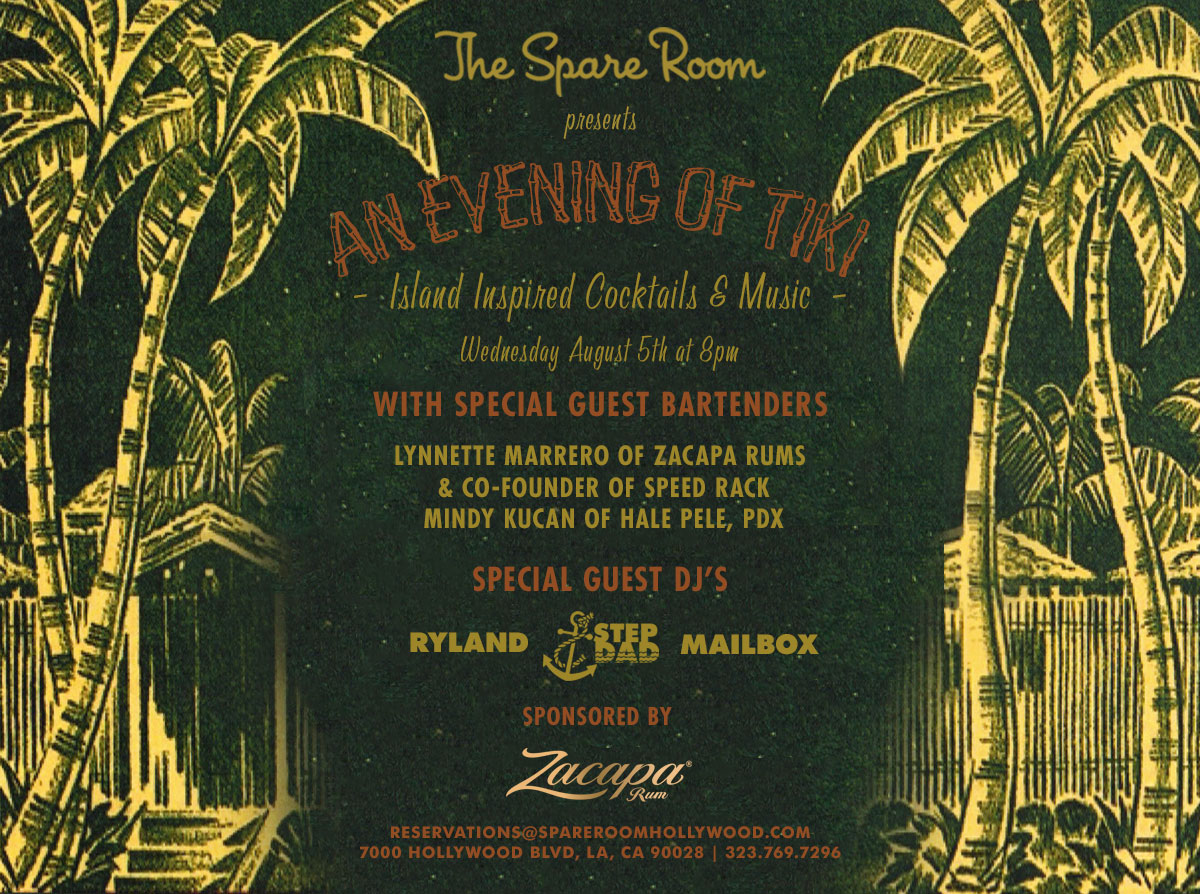 The Spare Room
presents
AN EVENING OF TIKI
- Island Inspired Cocktails & Music -
Wednesday August 5th at 8pm
WITH SPECIAL GUEST BARTENDERS
LYNNETTE MARRERO OF ZACAPA RUMS
& CO-FOUNDER OF SPEED RACK
MINDY KUCAN OF HALE PELE, PDX
SPECIAL GUEST DJ'S
RYLAND STEP DAD MAILBOX
SPONSORED BY
Zacapa®
Rum
RESERVATIONS@SPAREROOMHOLLYWOOD.COM
7000 HOLLYWOOD BLVD, LA, CA 90028 | 323.769.7296